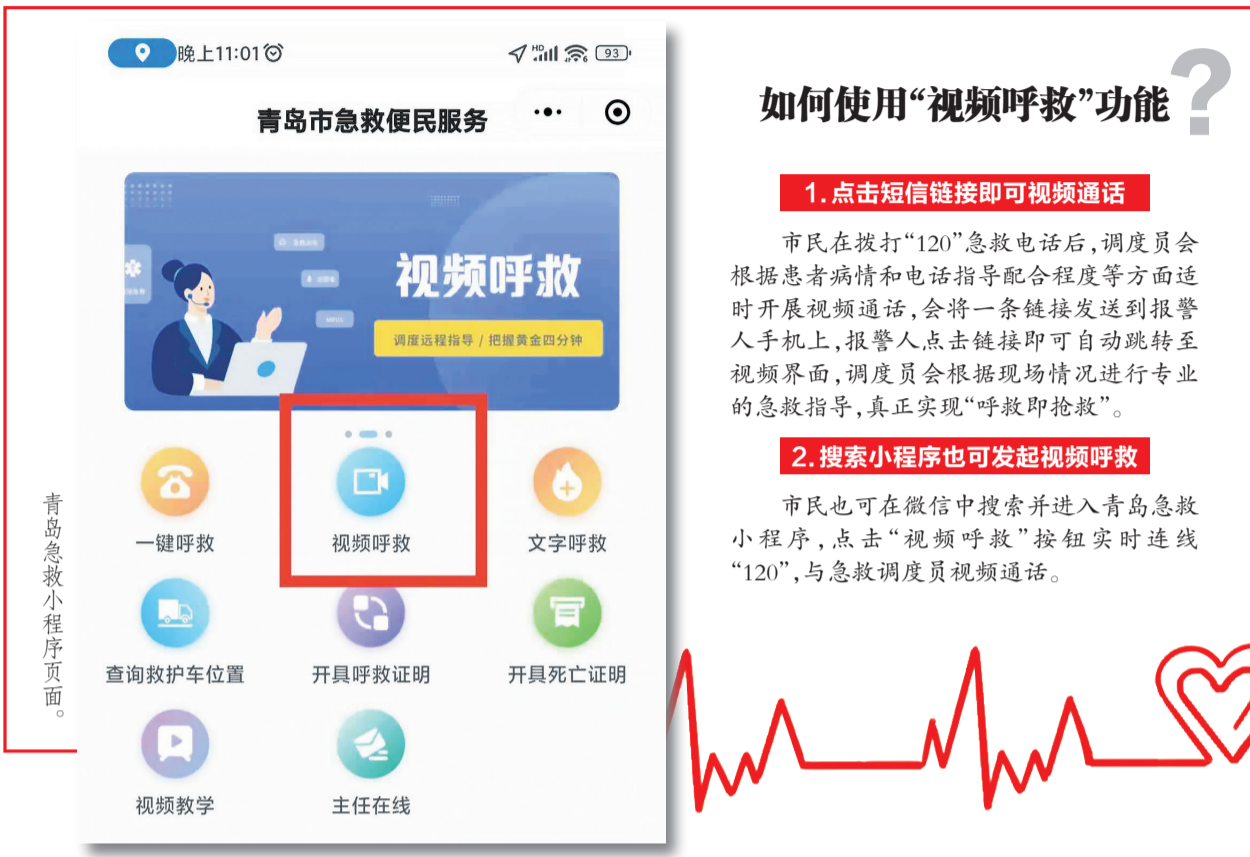 晚上11:01
HD
6
93
青岛市急救便民服务
视频呼救
调度远程指导 / 把握黄金四分钟
一键呼救
视频呼救
文字呼救
查询救护车位置
开具呼救证明
开具死亡证明
视频教学
主任在线
青岛急救小程序页面。
如何使用“视频呼救”功能?
1.点击短信链接即可视频通话
市民在拨打“120”急救电话后,调度员会
根据患者病情和电话指导配合程度等方面适
时开展视频通话,会将一条链接发送到报警
人手机上,报警人点击链接即可自动跳转至
视频界面,调度员会根据现场情况进行专业
的急救指导,真正实现“呼救即抢救”。
2.搜索小程序也可发起视频呼救
市民也可在微信中搜索并进入青岛急救
小程序,点击“视频呼救”按钮实时连线
“120”,与急救调度员视频通话。